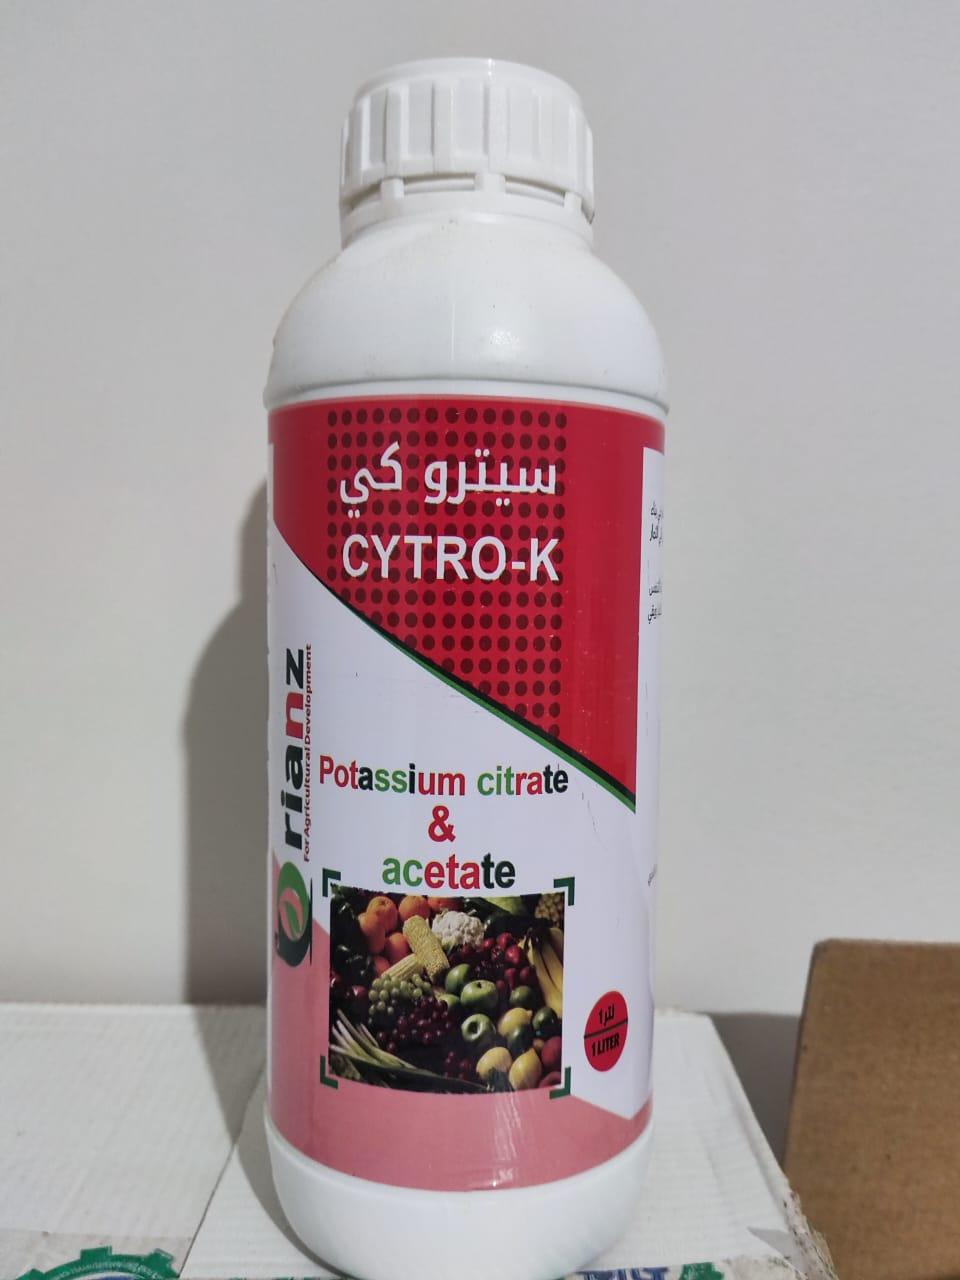 سيترو كي
CYTRO-K
Orianz
For Agricultural Development
Potassium citrate
&
acetate
1 لتر
1 LITER